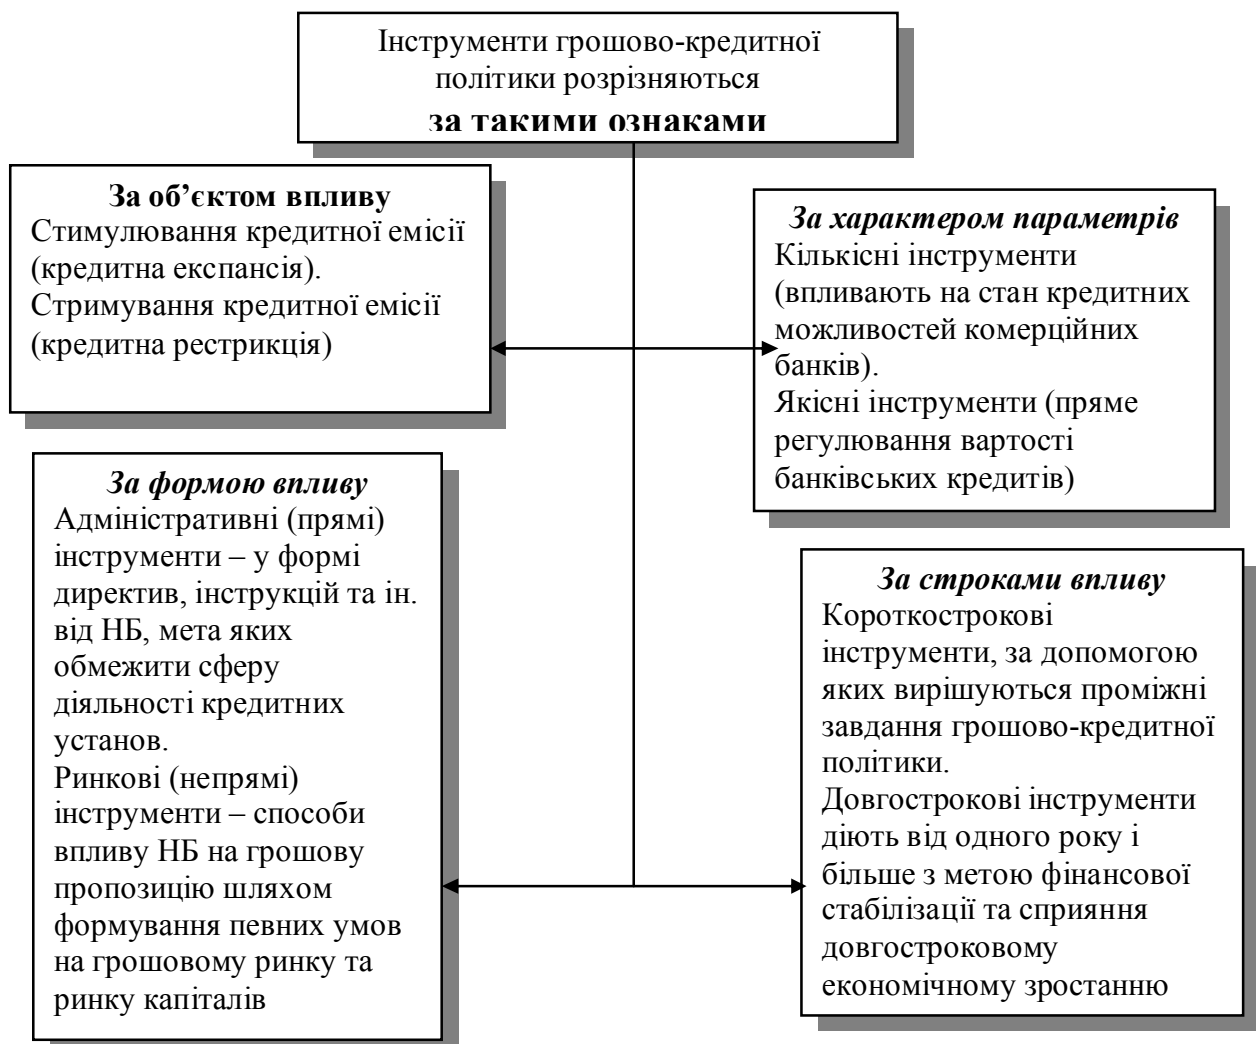 Інструменти грошово-кредитної
політики розрізняються
за такими ознаками
За об’єктом впливу
Стимулювання кредитної емісії
(кредитна експансія).
Стримування кредитної емісії
(кредитна рестрикція)
За характером параметрів
Кількісні інструменти
(впливають на стан кредитних
можливостей комерційних
банків).
Якісні інструменти (пряме
регулювання вартості
банківських кредитів)
За формою впливу
Адміністративні (прямі)
інструменти – у формі
директив, інструкцій та ін.
від НБ, мета яких
обмежити сферу
діяльності кредитних
установ.
Ринкові (непрямі)
інструменти – способи
впливу НБ на грошову
пропозицію шляхом
формування певних умов
на грошовому ринку та
ринку капіталів
За строками впливу
Короткострокові
інструменти, за допомогою
яких вирішуються проміжні
завдання грошово-кредитної
політики.
Довгострокові інструменти
діють від одного року і
більше з метою фінансової
стабілізації та сприяння
довгостроковому
економічному зростанню